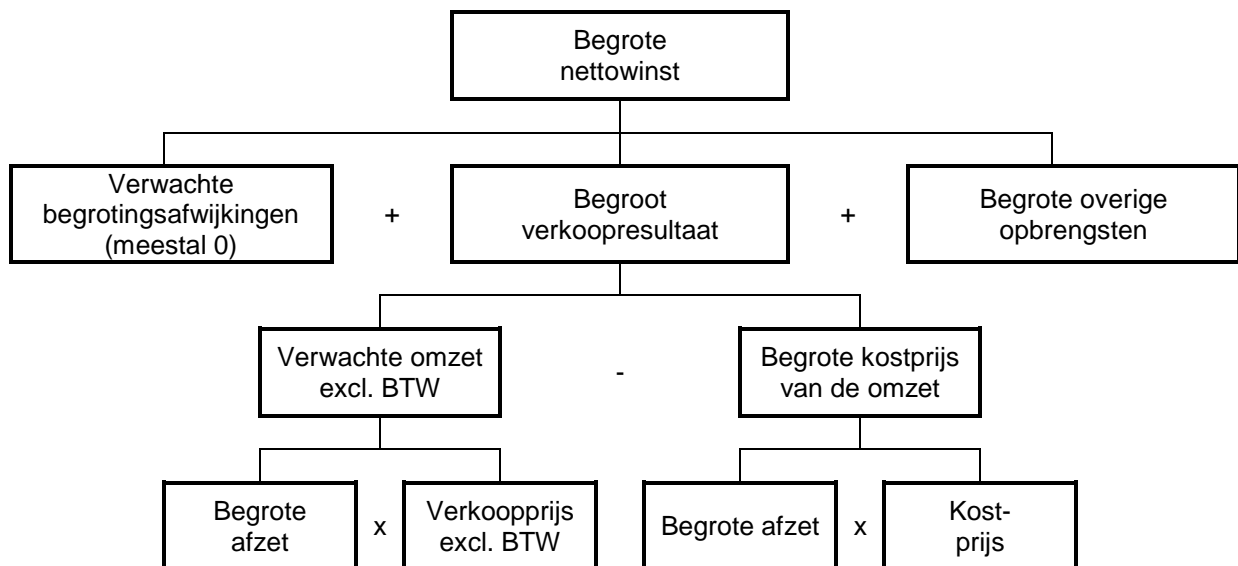 Begrote
nettowinst
Verwachte
begrotingsafwijkingen
(meestal 0)
+
Begroot
verkoopresultaat
+
Begrote overige
opbrengsten
Verwachte omzet
excl. BTW
-
Begrote kostprijs
van de omzet
Begrote
afzet
x
Verkoopprijs
excl. BTW
Begrote afzet
x
Kost-
prijs